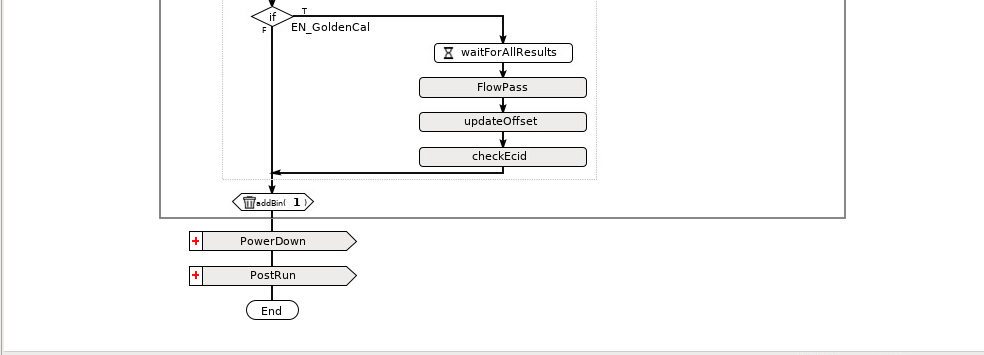 if
T
EN_GoldenCal
F
waitForAllResults
FlowPass
updateOffset
checkEcid
addBin( 1 )
+ PowerDown
+ PostRun
End